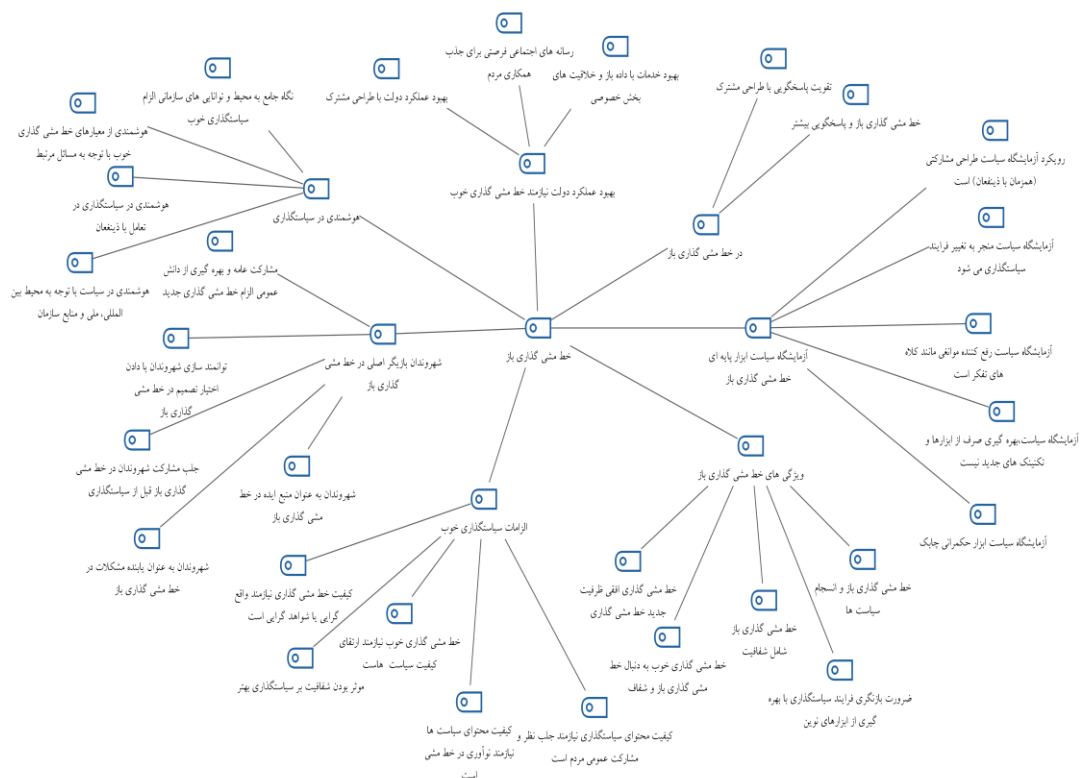 رسانه های اجتماعی فرصتی برای جذب
همکاری مردم
بهبود خدمات با داده باز و خلاقیت های
بخش خصوصی
بهبود عملکرد دولت با طراحی مشترک
نگاه جامع به محیط و توانایی های سازمانی الزام
سیاستگذاری خوب
تقویت پاسخگویی با طراحی مشترک
خط مشی گذاری باز و پاسخگویی بیشتر
هوشمندی از معیارهای خط مشی گذاری
خوب با توجه به مسائل مرتبط
رویکرد آزمایشگاه سیاست طراحی مشارکتی
(همزمان با ذینفعان) است
بهبود عملکرد دولت نیازمند خط مشی گذاری خوب
هوشمندی در سیاستگذاری
هوشمندی در سیاستگذاری در
تعامل با ذینفعان
در خط مشی گذاری باز
آزمایشگاه سیاست منجر به تغییر فرایند
سیاستگذاری می شود
مشارکت عامه و بهره گیری از دانش
عمومی الزام خط مشی گذاری جدید
هوشمندی در سیاست با توجه به محیط بین
المللی، ملی و منابع سازمان
آزمایشگاه سیاست رفع کننده موانعی مانند کلاه
های تفکر است
آزمایشگاه سیاست ابزار پایه ای
خط مشی گذاری باز
خط مشی گذاری باز
شهروندان بازیگر اصلی در خط مشی
گذاری باز
توانمند سازی شهروندان با دادن
اختیار تصمیم در خط مشی
گذاری باز
آزمایشگاه سیاست،بهره گیری صرف از ابزارها و
تکنینک های جدید نیست
جلب مشارکت شهروندان در خط مشی
گذاری باز قبل از سیاستگذاری
ویژگی های خط مشی گذاری باز
شهروندان به عنوان منبع ایده در خط
مشی گذاری باز
الزامات سیاستگذاری خوب
آزمایشگاه سیاست ابزار حکمرانی چابک
شهروندان به عنوان یابنده مشکلات در
خط مشی گذاری باز
کیفیت خط مشی گذاری نیازمند واقع
گرایی یا شواهد گرایی است
خط مشی گذاری افقی ظرفیت
جدید خط مشی گذاری
خط مشی گذاری باز و انسجام
سیاست ها
خط مشی گذاری باز
شامل شفافیت
خط مشی گذاری خوب نیازمند ارتقای
کیفیت سیاست هاست
خط مشی گذاری خوب به دنبال خط
مشی گذاری باز و شفاف
موثر بودن شفافیت بر سیاستگذاری بهتر
ضرورت بازنگری فرایند سیاستگذاری با بهره
گیری از ابزارهای نوین
کیفیت محتوای سیاست ها
نیازمند نوآوری در خط مشی
است
کیفیت محتوای سیاستگذاری نیازمند جلب نظر و
مشارکت عمومی مردم است